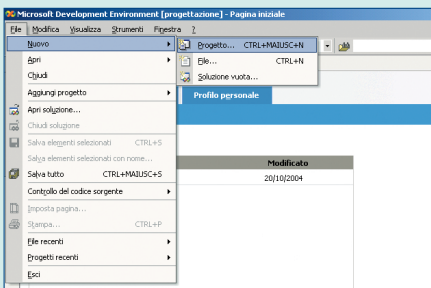 Microsoft Development Environment [progettazione] - Pagina iniziale
File Modifica Visualizza Strumenti Finestra ?
Nuovo
Progetto... CTRL+MAIUSC+N
File... CTRL+N
Soluzione vuota...
Apri
Chiudi
Aggiungi progetto
Profilo personale
Apri soluzione...
Chiudi soluzione
Salva elementi selezionati CTRL+S
Salva elementi selezionati con nome...
Modificato
Salva tutto CTRL+MAIUSC+S
20/10/2004
Controllo del codice sorgente
Imposta pagina...
Stampa... CTRL+P
File recenti
Progetti recenti
Esci